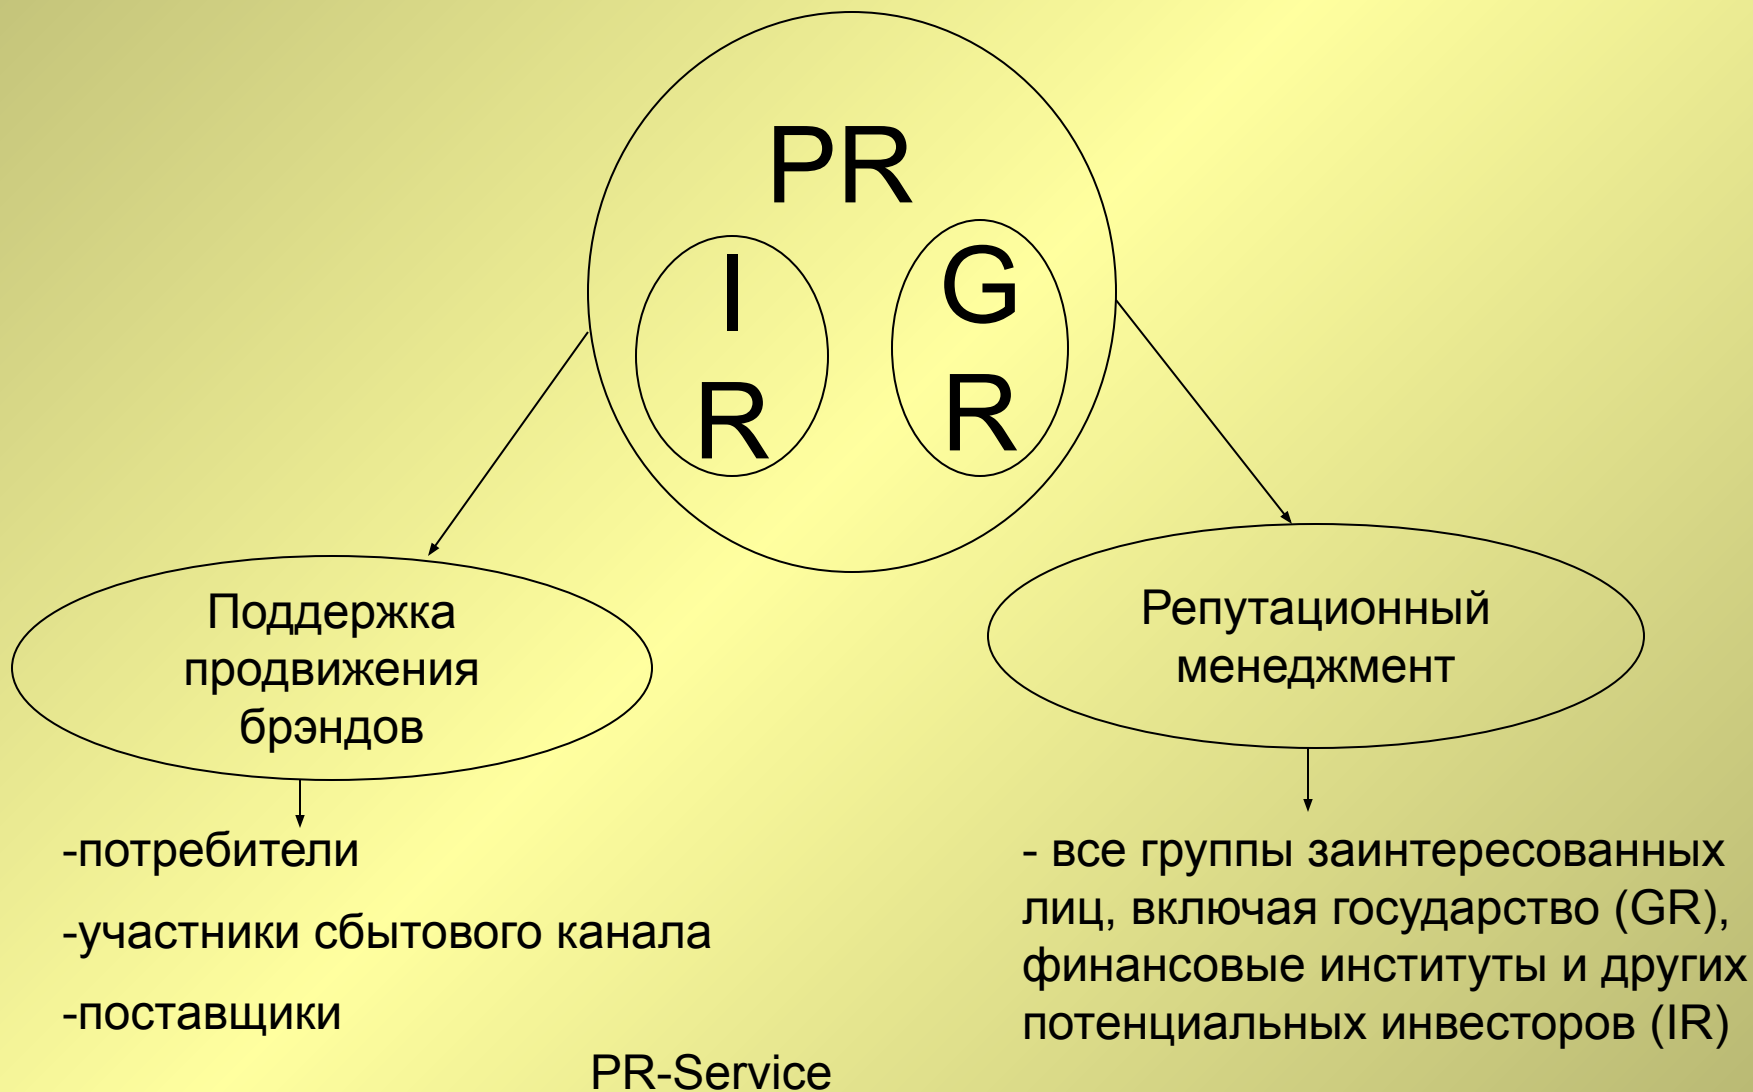 PR
I
R
G
R
Поддержка
продвижения
брэндов
Репутационный
менеджмент
-потребители
-участники сбытового канала
-поставщики
- все группы заинтересованных
лиц, включая государство (GR),
финансовые институты и других
потенциальных инвесторов (IR)
PR-Service